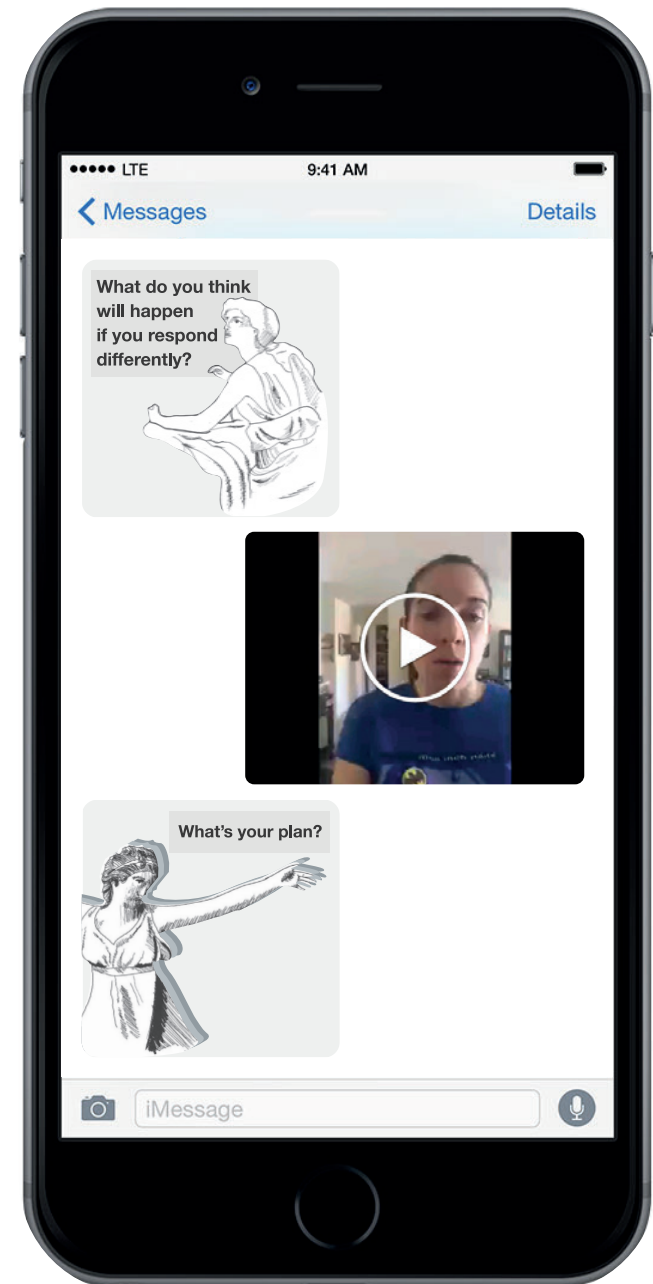 LTE 9:41 AM
Messages Details
What do you think
will happen
if you respond
differently?
What's your plan?
iMessage